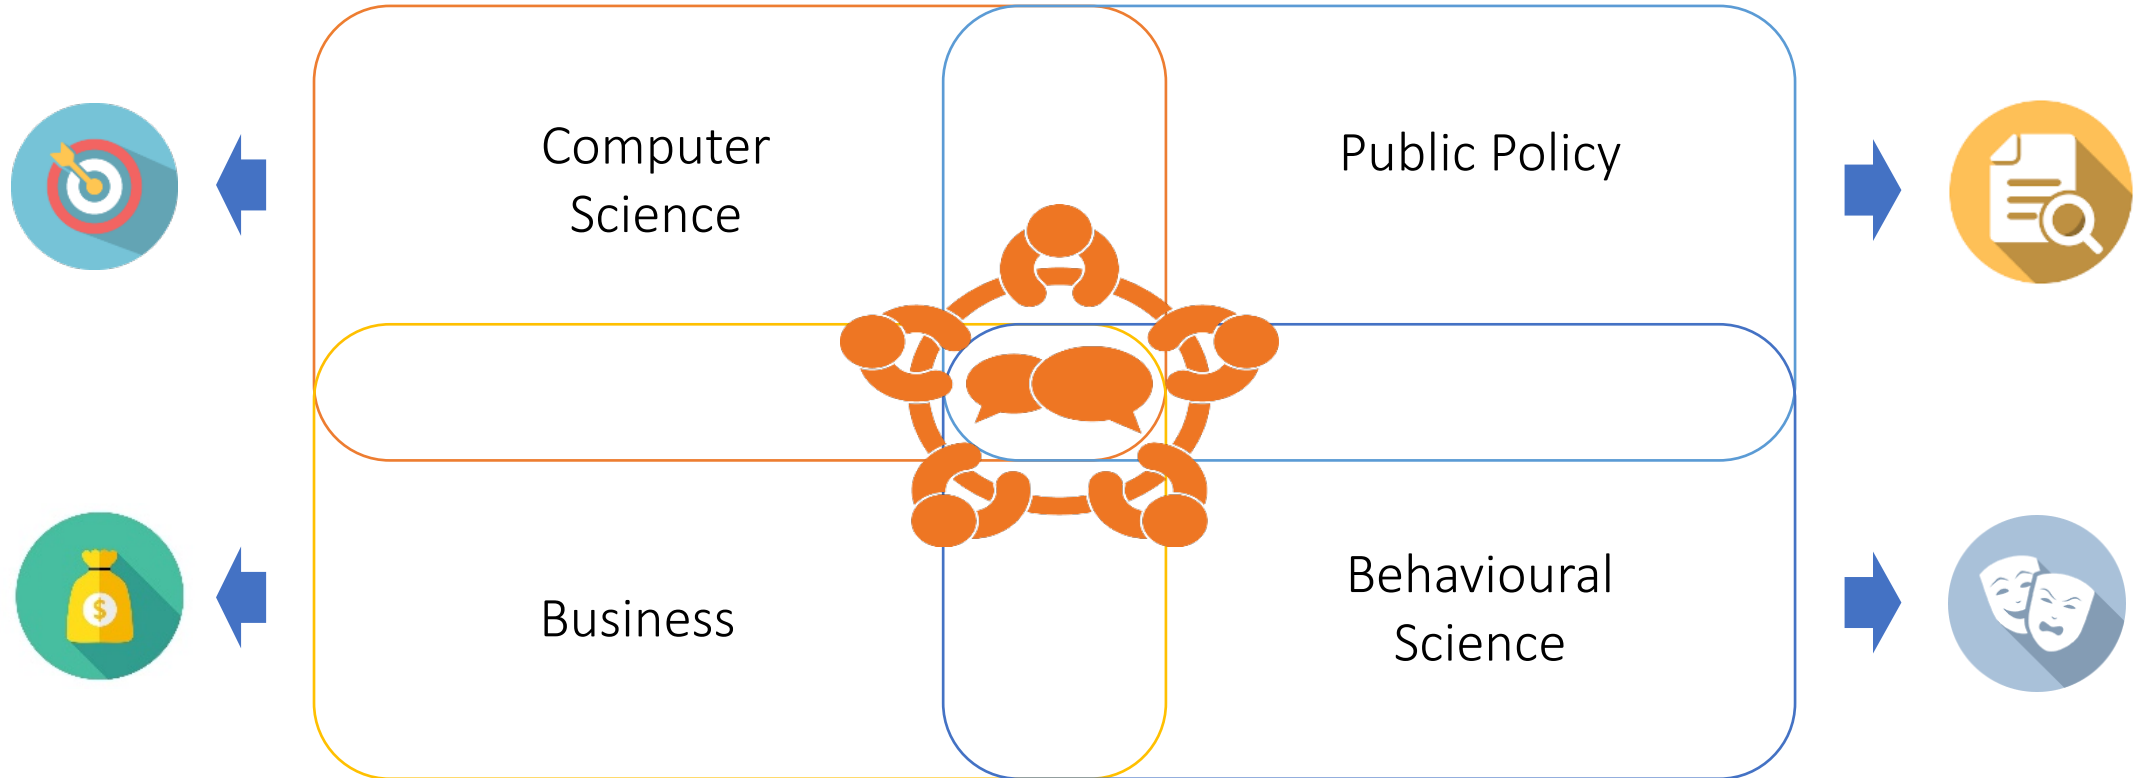 Computer
Science
Public Policy
Business
Behavioural
Science
$